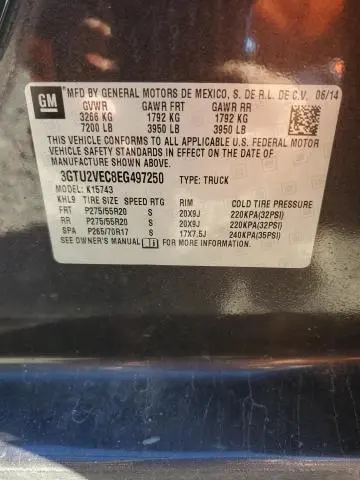 GM MFD BY GENERAL MOTORS DE MEXICO, S. DE R.L. DE C.V. 06/14
GVWR GAWR FRT GAWR RR
3266 KG 1792 KG 1792 KG
7200 LB 3950 LB 3950 LB
THIS VEHICLE CONFORMS TO ALL APPLICABLE U.S. FEDERAL MOTOR
VEHICLE SAFETY STANDARDS IN EFFECT ON THE DATE OF
MANUFACTURE SHOWN ABOVE.
3GTU2VEC8EG497250 TYPE: TRUCK
MODEL: K15743
KHL9 TIRE SIZE SPEED RTG RIM COLD TIRE PRESSURE
FRT P275/55R20 S 20X9J 220KPA(32PSI)
RR P275/55R20 S 20X9J 220KPA(32PSI)
SPA P265/70R17 S 17X7.5J 240KPA(35PSI)
SEE OWNER'S MANUAL FOR MORE INFORMATION.